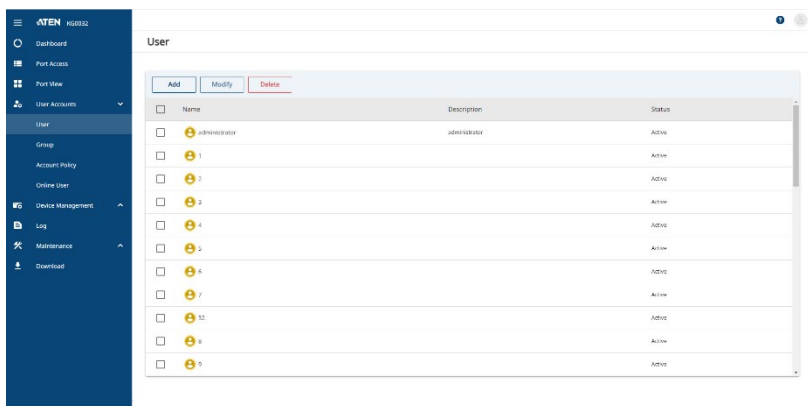 ATEN KG0032
Dashboard
User
Port Access
Port View
Add Modify Delete
User Accounts
Name Description Status
User
administrator administrator Active
Group
1 Active
Account Policy
2 Active
Online User
3 Active
Device Management
Log
4 Active
Maintenance
5 Active
Download
6 Active
7 Active
32 Active
8 Active
9 Active